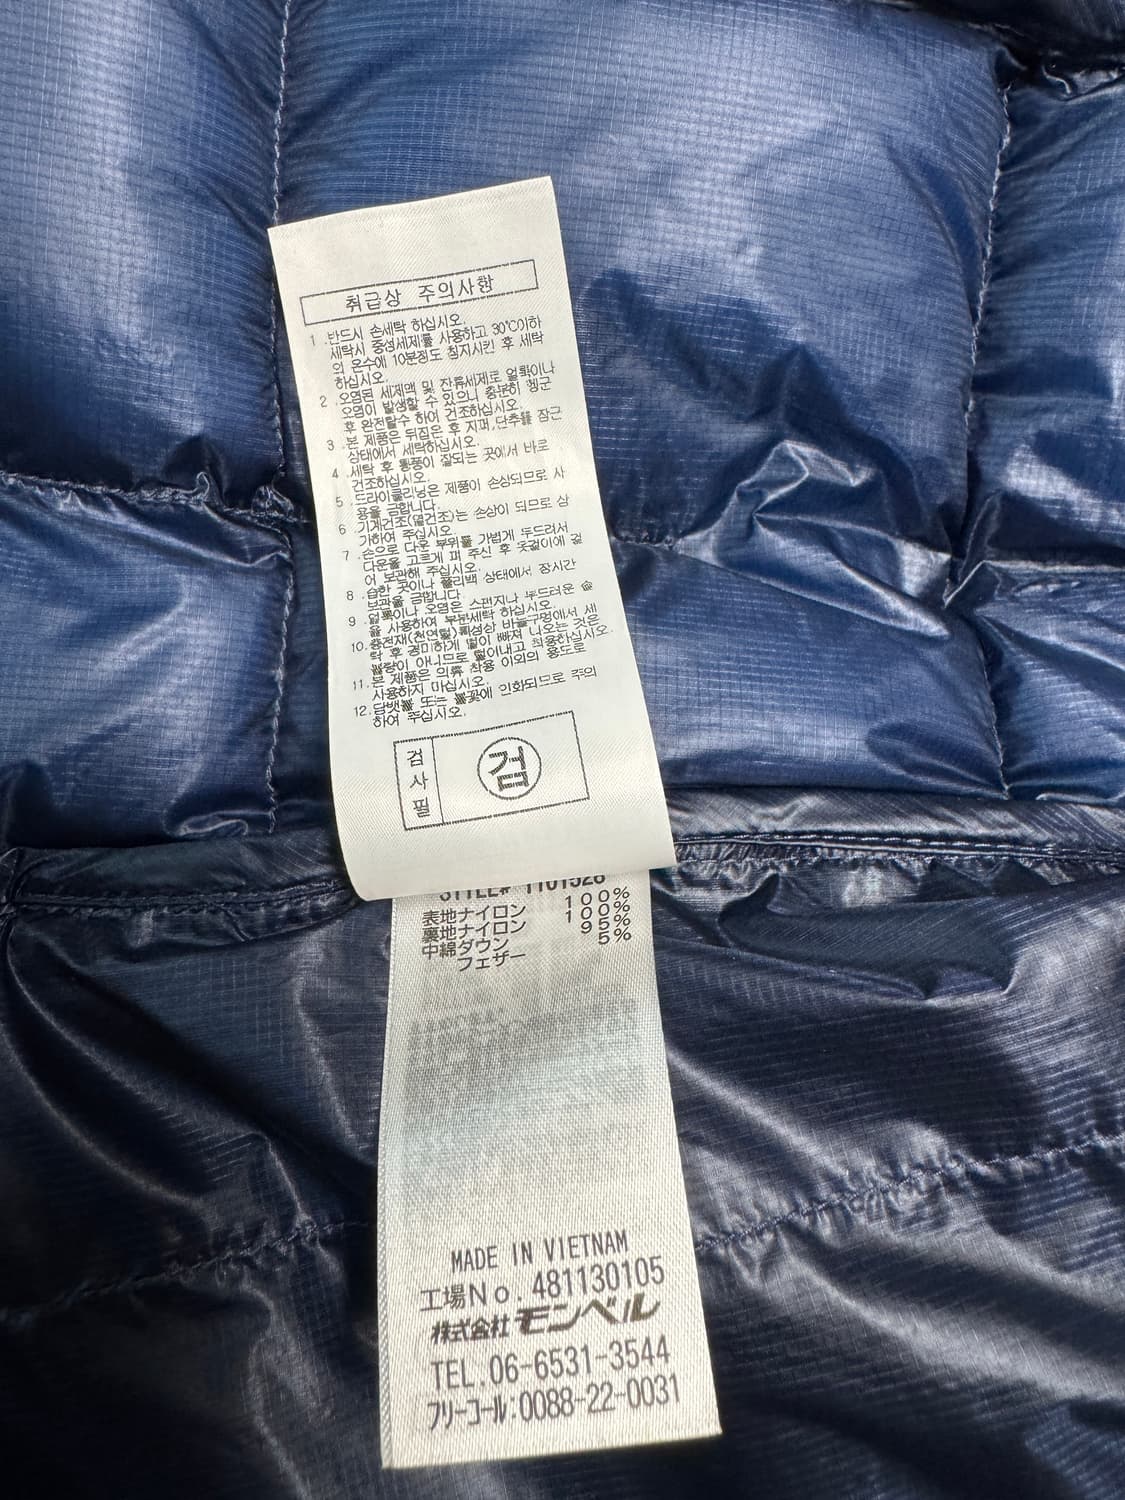 취급상 주의사항
1 .반드시 손세탁 하십시오.
세탁시 중성세제를 사용하고 30℃이하
의 온수에 10분정도 침지시킨 후 세탁
하십시오.
2 .오염된 세제액 및 잔류세제로 얼룩이나
오염이 발생할 수 있으니 충분히 헹군
후 완전탈수 하여 건조하십시오.
3 .본 제품은 뒤집은 후 지퍼,단추를 잠근
상태에서 세탁하십시오.
4 .세탁 후 통풍이 잘되는 곳에서 바로
건조하십시오.
5 .드라이클리닝은 제품이 손상되므로 사
용을 금합니다.
6 .기계건조(열건조)는 손상이 되므로 삼
가하여 주십시오.
7 .손으로 다운 부위를 가볍게 두드려서
다운을 고르게 펴 주신 후 옷걸이에 걸
어 보관해 주십시오.
8 .습한 곳이나 폴리백 상태에서 장시간
보관을 금합니다.
9 .얼룩이나 오염은 스펀지나 부드러운 솔
을 사용하여 부분세탁 하십시오.
10.충전재(천연털)특성상 바늘구멍에서 세
탁 후 경미하게 털이 빠져 나오는 것은
불량이 아니므로 털어내고 착용하십시오.
11.본 제품은 의류 착용 이외의 용도로
사용하지 마십시오.
12.담뱃불 또는 불꽃에 인화되므로 주의
하여 주십시오.
검사필
검
STYLE# 1101528
表地ナイロン 100%
裏地ナイロン 100%
中綿ダウン 95%
フェザー 5%
MADE IN VIETNAM
工場No.481130105
株式会社モンベル
TEL.06-6531-3544
フリーコール:0088-22-0031